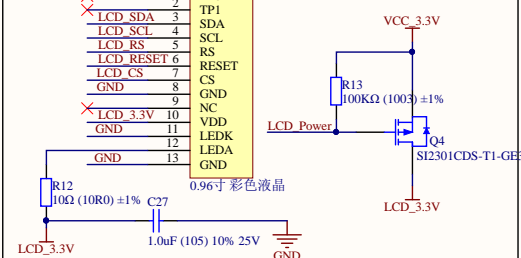 2 TP1
LCD_SDA 3 SDA
LCD_SCL 4 SCL
LCD_RS 5 RS
LCD_RESET 6 RESET
LCD_CS 7 CS
GND 8 GND
9 NC
LCD_3.3V 10 VDD
GND 11 LEDK
12 LEDA
GND 13 GND
0.96寸 彩色液晶
R12
10Ω (10R0) ±1%
C27
1.0uF (105) 10% 25V
LCD_3.3V
GND
VCC_3.3V
R13
100KΩ (1003) ±1%
LCD_Power
Q4
SI2301CDS-T1-GE3
LCD_3.3V